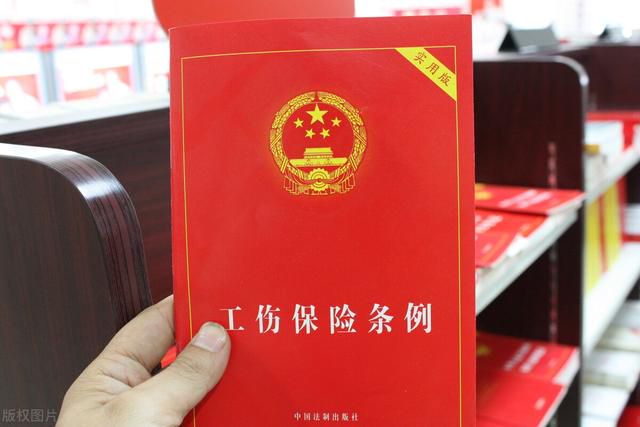 实用版
工伤保险条例
中国法制出版社
版权图片